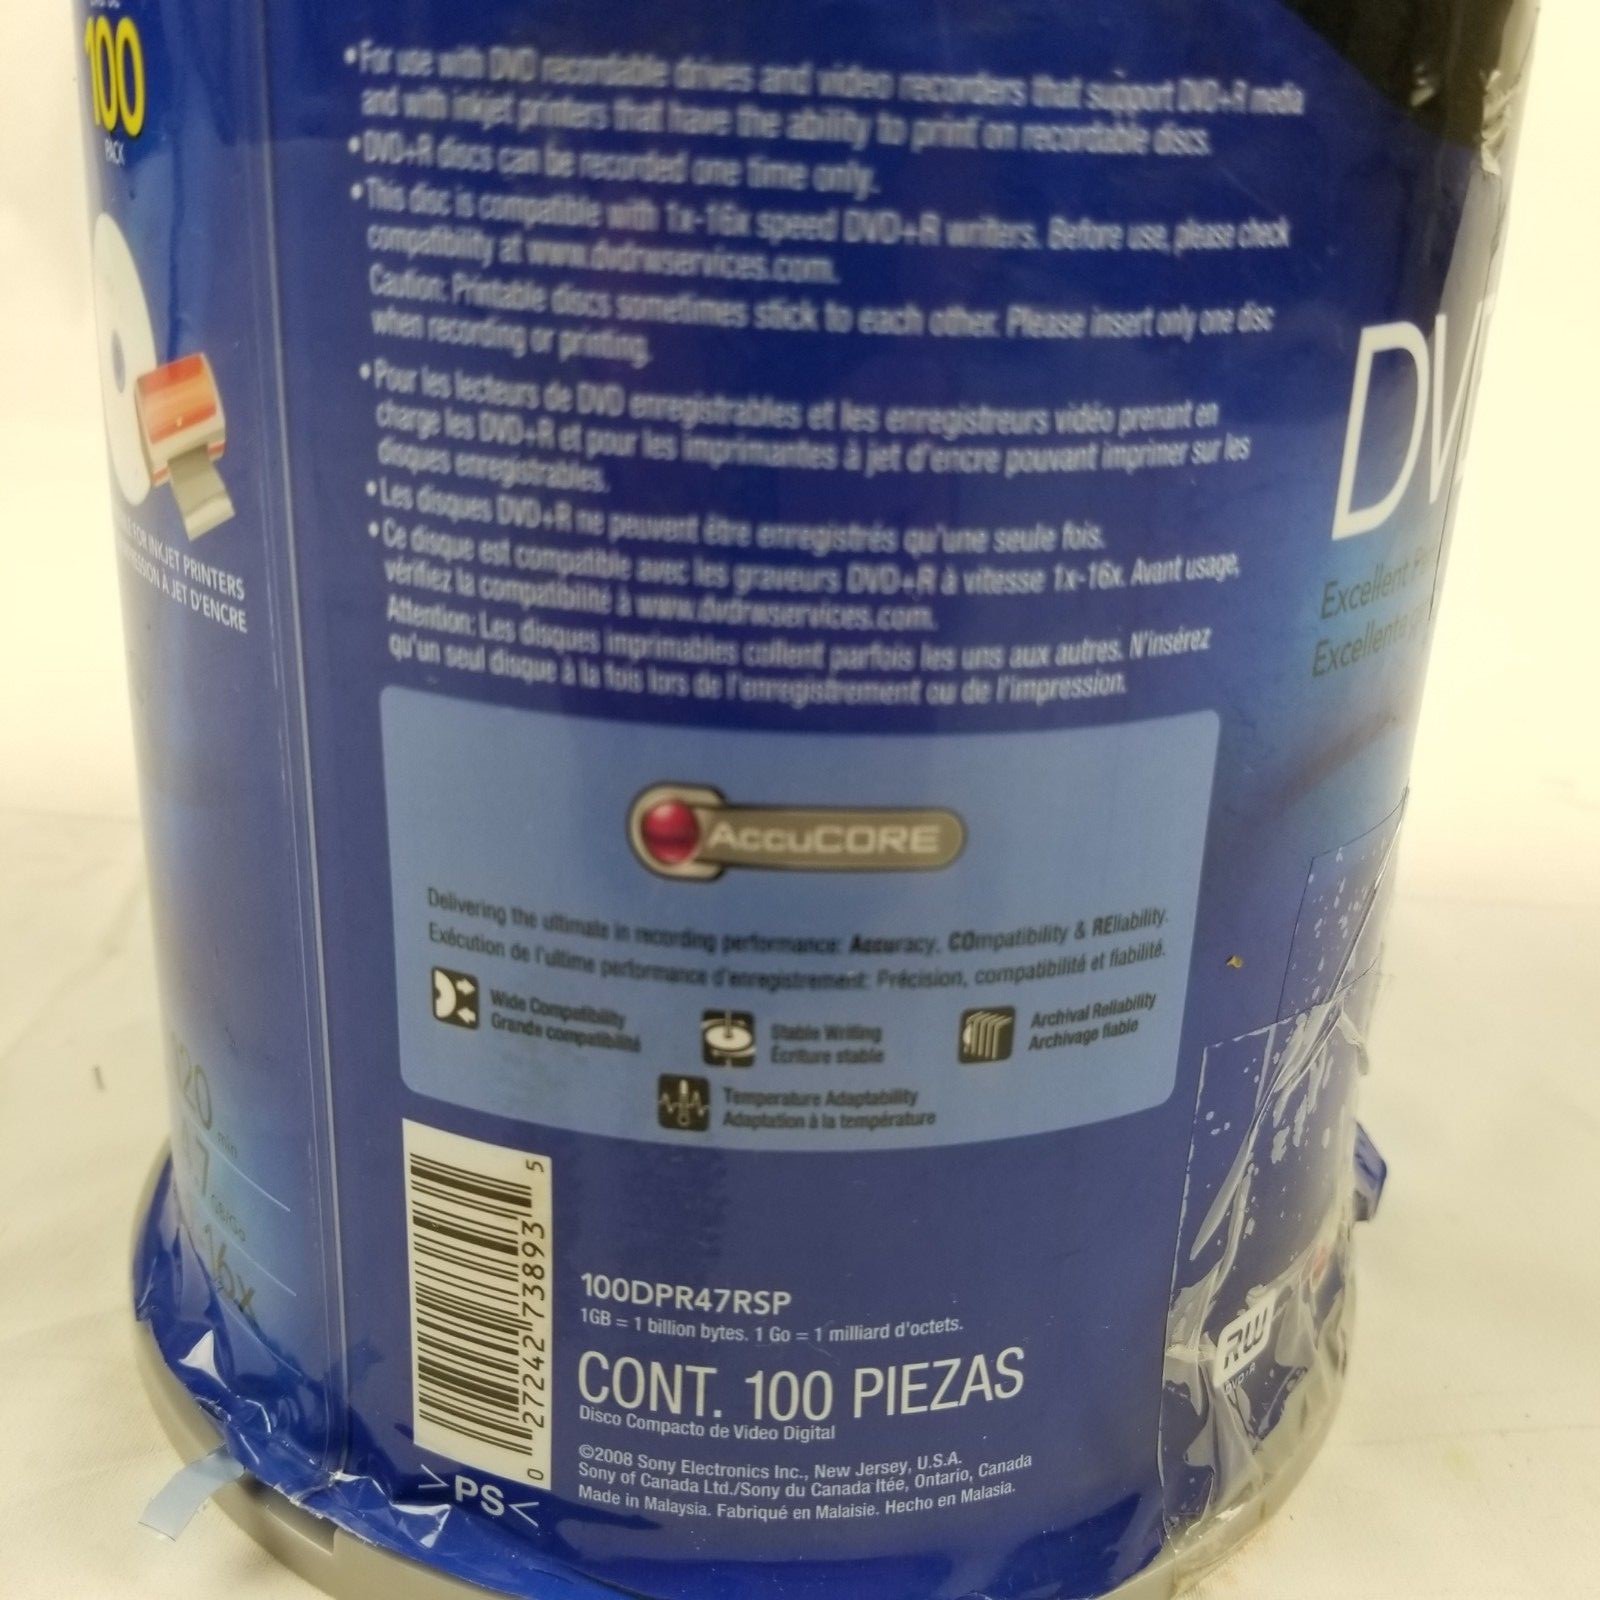 100
PACK
FOR INKJET PRINTERS
À JET D'ENCRE
min
16x
•For use with DVD recordable drives and video recorders that support DVD+R media
and with inkjet printers that have the ability to print on recordable discs.
•DVD+R discs can be recorded one time only.
•This disc is compatible with 1x-16x speed DVD+R writers. Before use, please check
compatibility at www.dvdrwservices.com.
Caution: Printable discs sometimes stick to each other. Please insert only one disc
when recording or printing.
•Pour les lecteurs de DVD enregistrables et les enregistreurs vidéo prenant en
charge les DVD+R et pour les imprimantes à jet d'encre pouvant imprimer sur les
disques enregistrables.
•Les disques DVD+R ne peuvent être enregistrés qu'une seule fois.
•Ce disque est compatible avec les graveurs DVD+R à vitesse 1x-16x. Avant usage,
vérifiez la compatibilité à www.dvdrwservices.com.
Attention: Les disques imprimables collent parfois les uns aux autres. N'insérez
qu'un seul disque à la fois lors de l'enregistrement ou de l'impression.
AccuCORE
Delivering the ultimate in recording performance: Accuracy, COmpatibility & REliability.
Exécution de l'ultime performance d'enregistrement: Précision, compatibilité et fiabilité.
Wide Compatibility
Grande compatibilité
Stable Writing
Écriture stable
Archival Reliability
Archivage fiable
Temperature Adaptability
Adaptation à la température
0 27242 73893 5
>PS<
100DPR47RSP
1GB = 1 billion bytes. 1 Go = 1 milliard d'octets.
CONT. 100 PIEZAS
Disco Compacto de Video Digital
©2008 Sony Electronics Inc., New Jersey, U.S.A.
Sony of Canada Ltd./Sony du Canada ltée, Ontario, Canada
Made in Malaysia. Fabriqué en Malaisie. Hecho en Malasia.
DV
Excellent
Excellente
RW
DVD+R